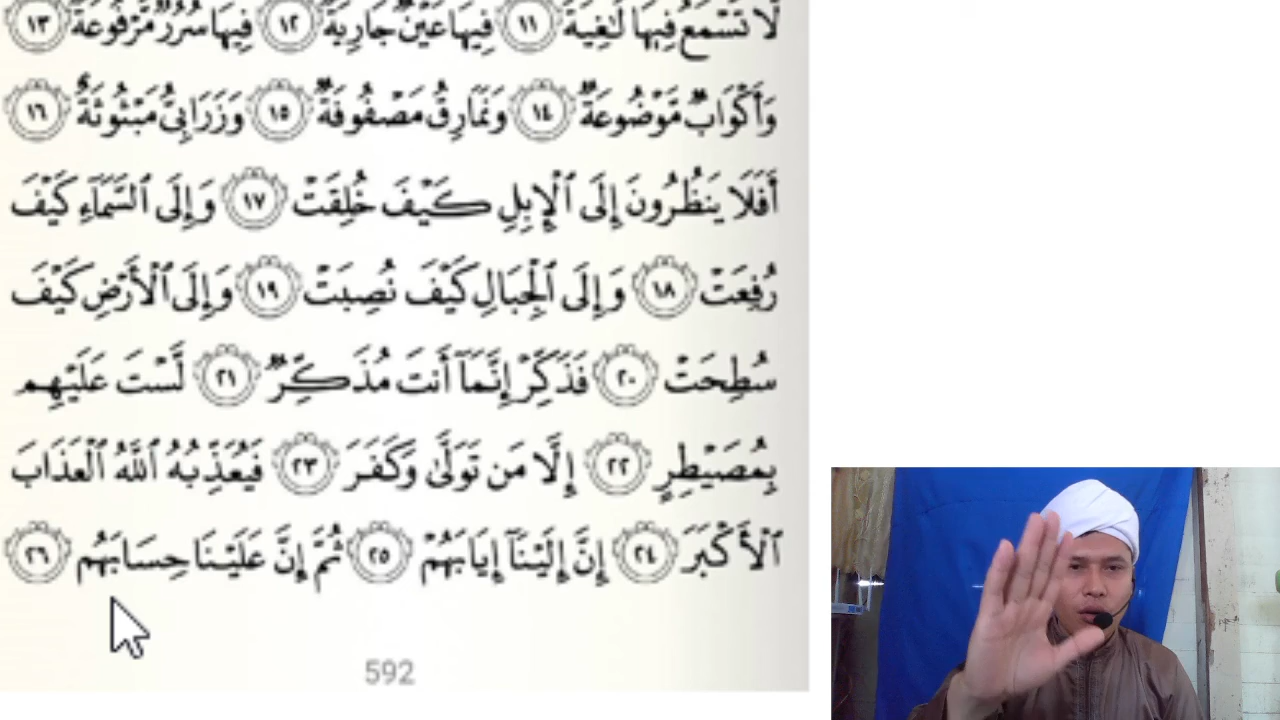 لَّا تَسْمَعُ فِيهَا لَٰغِيَةً ١١ فِيهَا عَيْنٌ جَارِيَةٌ ١٢ فِيهَا سُرُرٌ مَّرْفُوعَةٌ ١٣
وَأَكْوَابٌ مَّوْضُوعَةٌ ١٤ وَنَمَارِقُ مَصْفُوفَةٌ ١٥ وَزَرَابِىُّ مَبْثُوثَةٌ ١٦
أَفَلَا يَنظُرُونَ إِلَى ٱلْإِبِلِ كَيْفَ خُلِقَتْ ١٧ وَإِلَى ٱلسَّمَآءِ كَيْفَ
رُفِعَتْ ١٨ وَإِلَى ٱلْجِبَالِ كَيْفَ نُصِبَتْ ١٩ وَإِلَى ٱلْأَرْضِ كَيْفَ
سُطِحَتْ ٢٠ فَذَكِّرْ إِنَّمَآ أَنتَ مُذَكِّرٌ ٢١ لَّسْتَ عَلَيْهِم
بِمُصَيْطِرٍ ٢٢ إِلَّا مَن تَوَلَّىٰ وَكَفَرَ ٢٣ فَيُعَذِّبُهُ ٱللَّهُ ٱلْعَذَابَ
ٱلْأَكْبَرَ ٢٤ إِنَّ إِلَيْنَآ إِيَابَهُمْ ٢٥ ثُمَّ إِنَّ عَلَيْنَا حِسَابَهُم ٢٦
592